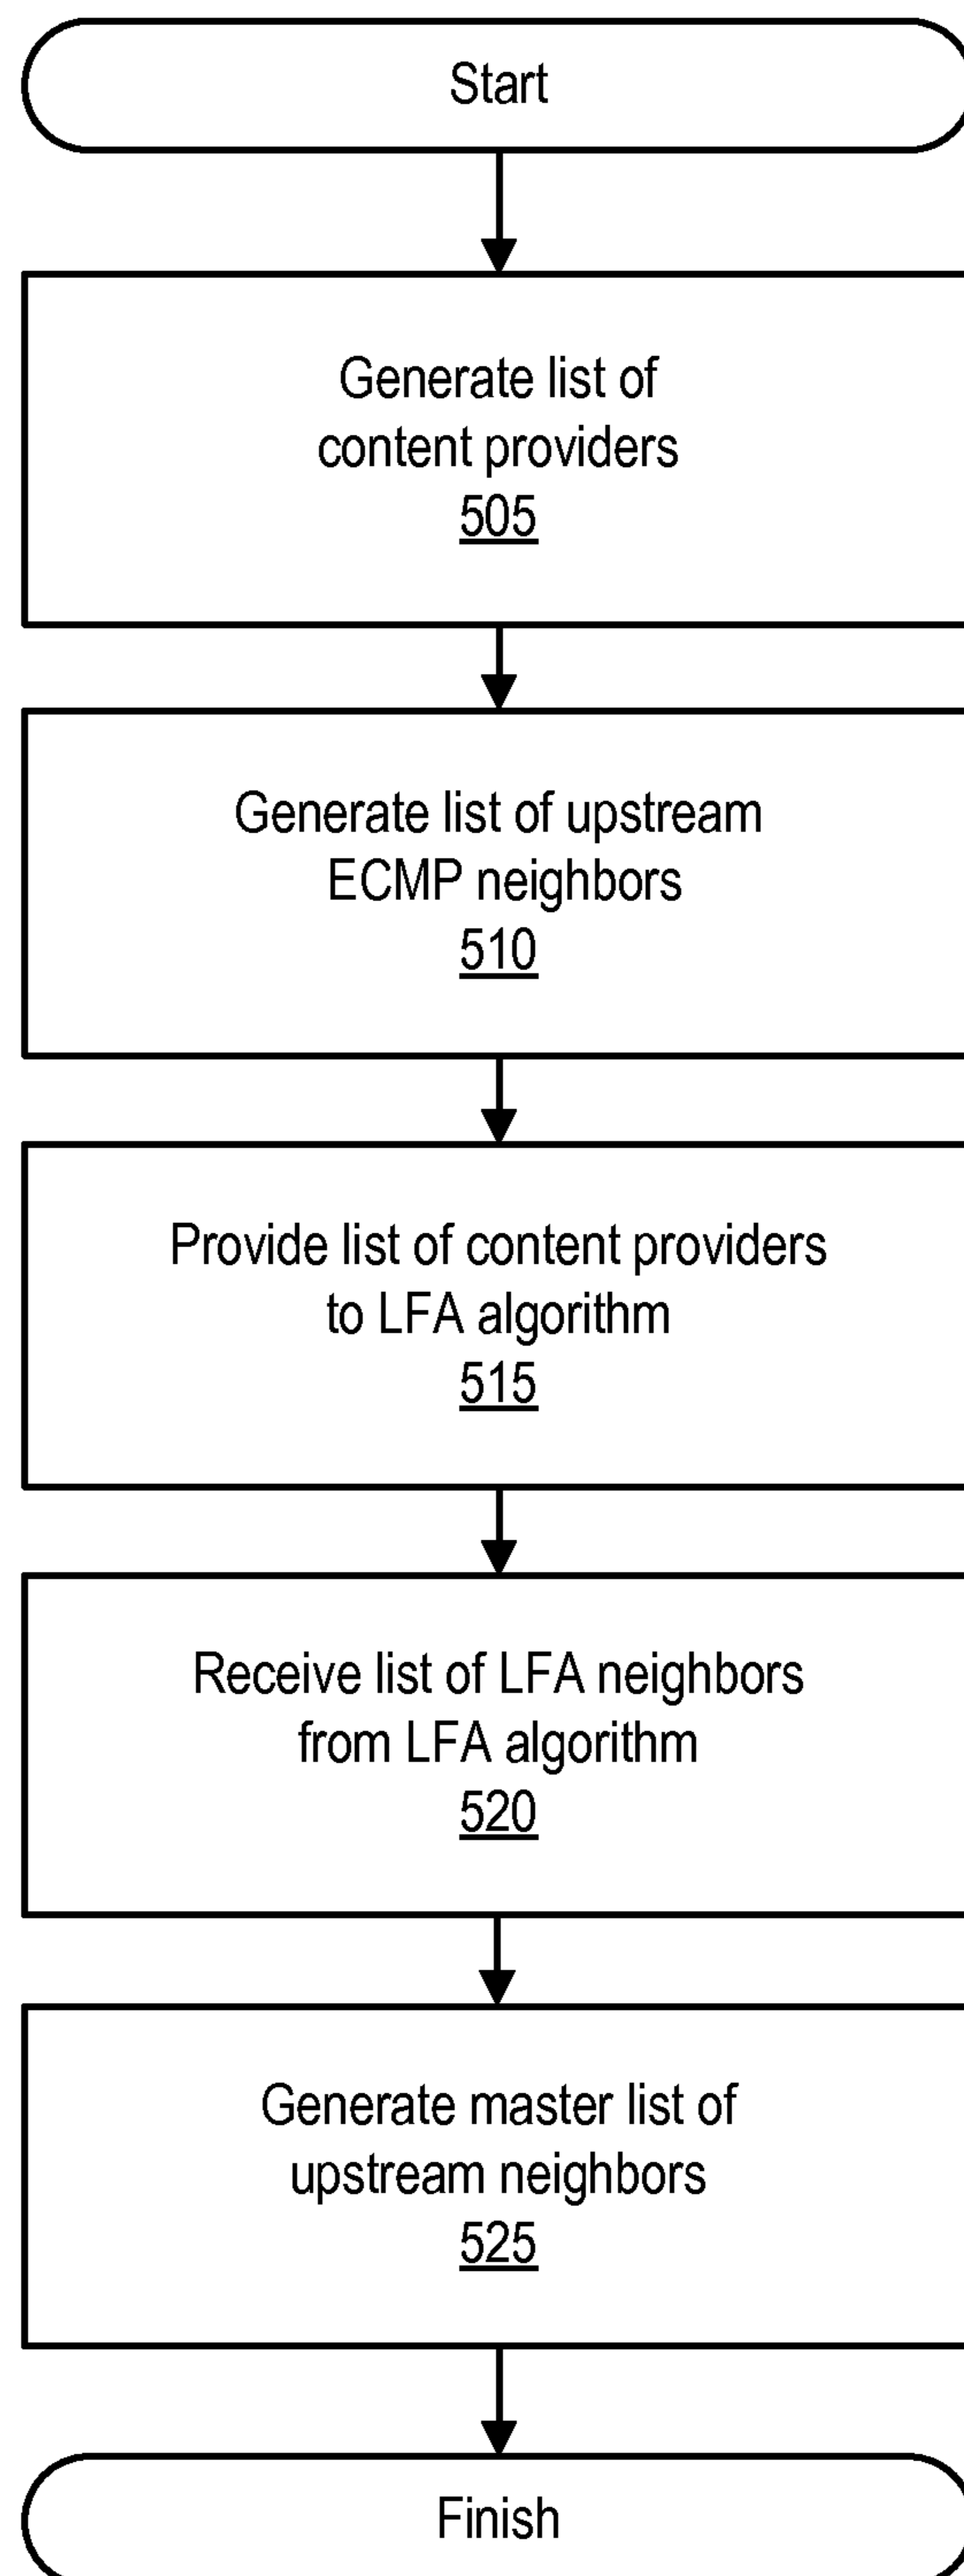 Start
Generate list of
content providers
505
Generate list of upstream
ECMP neighbors
510
Provide list of content providers
to LFA algorithm
515
Receive list of LFA neighbors
from LFA algorithm
520
Generate master list of
upstream neighbors
525
Finish